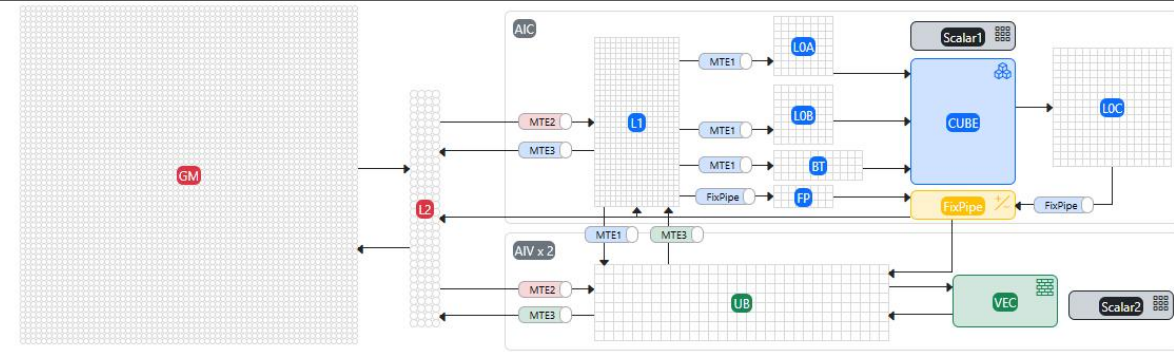 AIC
Scalar1
L0A
MTE1
L1
L0B
CUBE
L0C
MTE2
MTE1
MTE3
MTE1
BT
GM
FixPipe
FP
FixPipe
FixPipe
L2
MTE1
MTE3
AIV x 2
MTE2
UB
VEC
Scalar2
MTE3